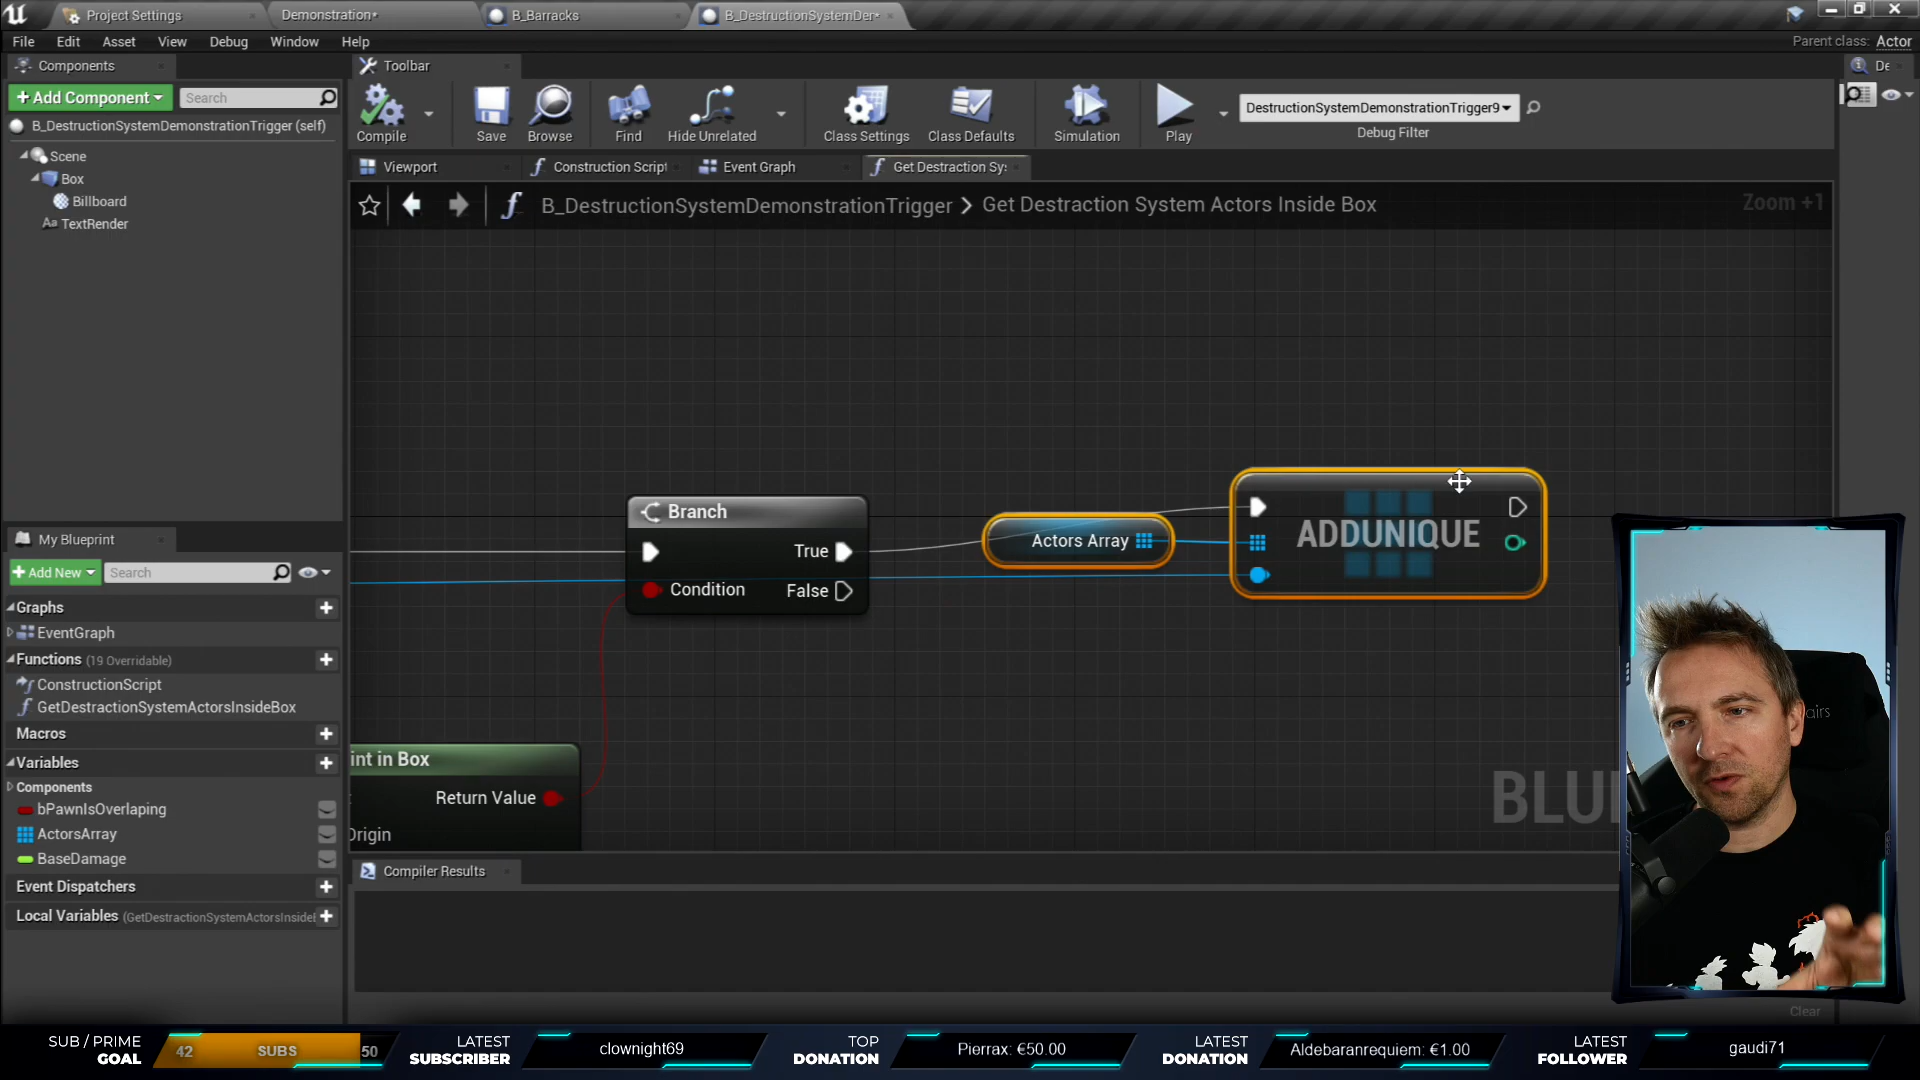 Project Settings
Demonstration*
B_Barracks
B_DestructionSystemDer*
File Edit Asset View Debug Window Help
Parent class: Actor
Components
Toolbar
De
+ Add Component
Search
B_DestructionSystemDemonstrationTrigger (self)
Scene
Box
Billboard
TextRender
Compile
Save
Browse
Find
Hide Unrelated
Class Settings
Class Defaults
Simulation
Play
DestructionSystemDemonstrationTrigger9
Debug Filter
Viewport
Construction Script
Event Graph
Get Destraction Sy
B_DestructionSystemDemonstrationTrigger > Get Destraction System Actors Inside Box
Zoom +1
Branch
True
Condition
False
Actors Array
ADDUNIQUE
int in Box
Return Value
Origin
BLU
My Blueprint
+ Add New
Search
Graphs
EventGraph
Functions (19 Overridable)
ConstructionScript
GetDestractionSystemActorsInsideBox
Macros
Variables
Components
bPawnIsOverlaping
ActorsArray
BaseDamage
Event Dispatchers
Local Variables (GetDestractionSystemActorsInsideB
Compiler Results
Clear
airs
SUB / PRIME
GOAL
42 SUBS 50
LATEST
SUBSCRIBER
clownight69
TOP
DONATION
Pierrax: €50.00
LATEST
DONATION
Aldebaranrequiem: €1.00
LATEST
FOLLOWER
gaudi71